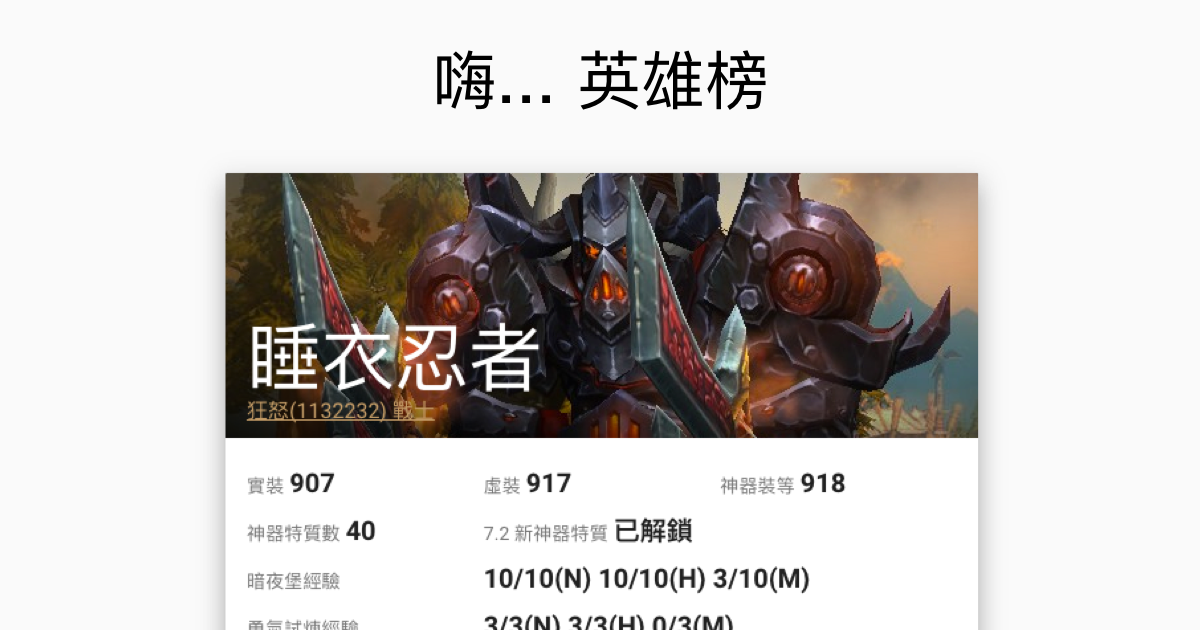 嗨... 英雄榜
睡衣忍者
狂怒(1132232) 戰士
實裝 907 虛裝 917 神器裝等 918
神器特質數 40 7.2 新神器特質 已解鎖
暗夜堡經驗 10/10(N) 10/10(H) 3/10(M)
勇氣試煉經驗 3/3(N) 3/3(H) 0/3(M)